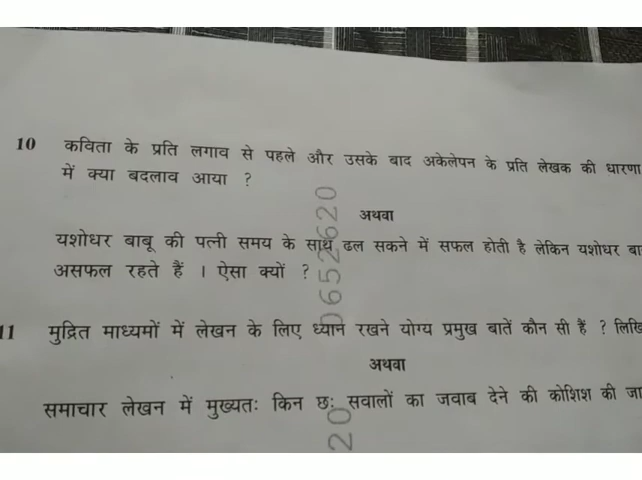 10 कविता के प्रति लगाव से पहले और उसके बाद अकेलेपन के प्रति लेखक की धारणा
में क्या बदलाव आया ?
अथवा
यशोधर बाबू की पत्नी समय के साथ ढल सकने में सफल होती है लेकिन यशोधर बा
असफल रहते हैं । ऐसा क्यों ?
0652620
11 मुद्रित माध्यमों में लेखन के लिए ध्यान रखने योग्य प्रमुख बातें कौन सी हैं ? लिखि
अथवा
समाचार लेखन में मुख्यतः किन छः सवालों का जवाब देने की कोशिश की जा
20